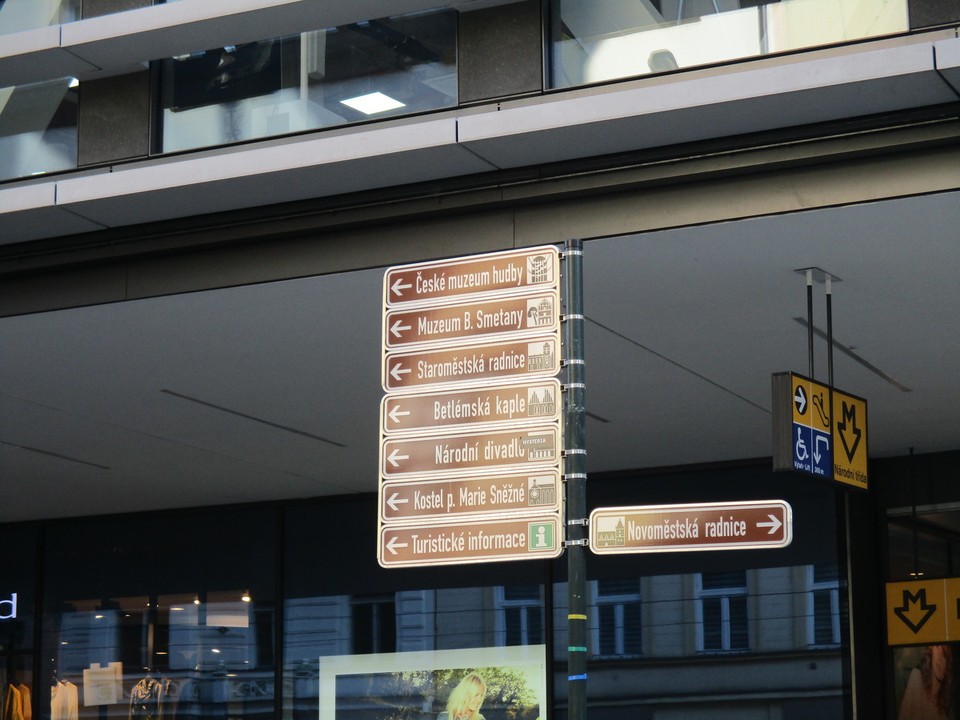 České muzeum hudby
Muzeum B. Smetany
Staroměstská radnice
Betlémská kaple
Národní divadlo
Kostel p. Marie Sněžné
Turistické informace
i
Novoměstská radnice
M
Národní třída
d